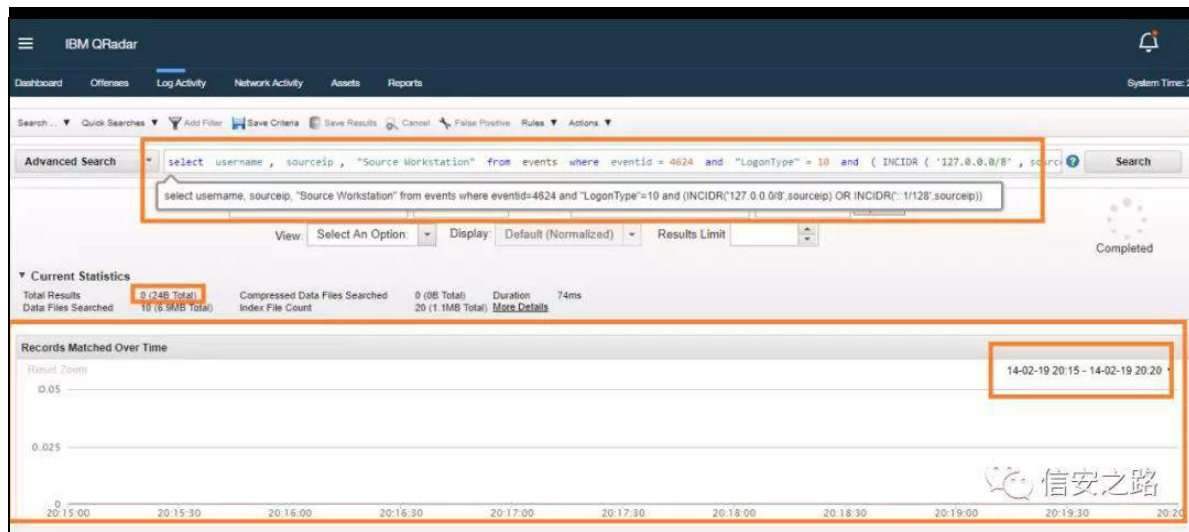 IBM QRadar
Dashboard Offenses Log Activity Network Activity Assets Reports System Time: 2
Search... Quick Searches Add Filter Save Criteria Save Results Cancel False Positive Rules Actions
Advanced Search select username , sourceip , "Source Workstation" from events where eventid = 4624 and "LogonType" = 10 and ( INCIDR ( '127.0.0.0/8' , sourc Search
select username, sourceip, "Source Workstation" from events where eventid=4624 and "LogonType"=10 and (INCIDR('127.0.0.0/8',sourceip) OR INCIDR('::1/128',sourceip))
View: Select An Option: Display: Default (Normalized) Results Limit
Completed
Current Statistics
Total Results 0 (24B Total) Compressed Data Files Searched 0 (0B Total) Duration 74ms
Data Files Searched 10 (6.9MB Total) Index File Count 20 (1.1MB Total) More Details
Records Matched Over Time
Reset Zoom 14-02-19 20:15 - 14-02-19 20:20
0.05
0.025
0
20:15:00 20:15:30 20:16:00 20:16:30 20:17:00 20:17:30 20:18:00 20:18:30 20:19:00 20:19:30 20:20
信安之路